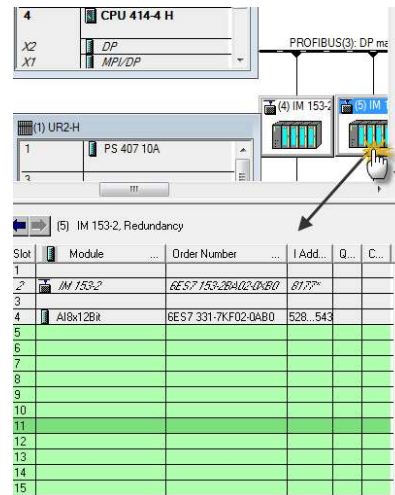 4 CPU 414-4 H
X2 DP
X1 MPI/DP
PROFIBUS(3): DP ma
(4) IM 153-2
(5) IM 1
(1) UR2-H
1 PS 407 10A
3
(5) IM 153-2, Redundancy
Slot Module ... Order Number ... I Add... Q... C...
1
2 IM 153-2 6ES7 153-2BA02-0XB0 8177*
3
4 AI8x12Bit 6ES7 331-7KF02-0AB0 528...543
5
6
7
8
9
10
11
12
13
14
15